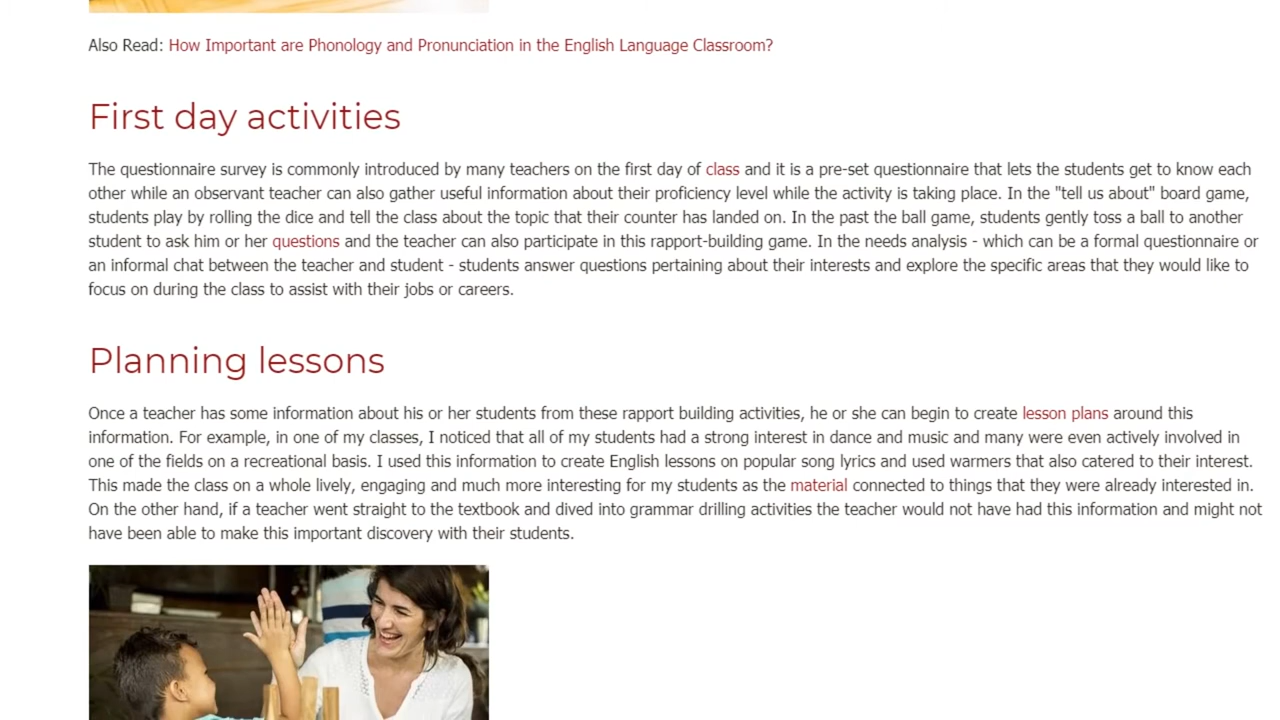 Also Read: How Important are Phonology and Pronunciation in the English Language Classroom?
First day activities
The questionnaire survey is commonly introduced by many teachers on the first day of class and it is a pre-set questionnaire that lets the students get to know each
other while an observant teacher can also gather useful information about their proficiency level while the activity is taking place. In the "tell us about" board game,
students play by rolling the dice and tell the class about the topic that their counter has landed on. In the past the ball game, students gently toss a ball to another
student to ask him or her questions and the teacher can also participate in this rapport-building game. In the needs analysis - which can be a formal questionnaire or
an informal chat between the teacher and student - students answer questions pertaining about their interests and explore the specific areas that they would like to
focus on during the class to assist with their jobs or careers.
Planning lessons
Once a teacher has some information about his or her students from these rapport building activities, he or she can begin to create lesson plans around this
information. For example, in one of my classes, I noticed that all of my students had a strong interest in dance and music and many were even actively involved in
one of the fields on a recreational basis. I used this information to create English lessons on popular song lyrics and used warmers that also catered to their interest.
This made the class on a whole lively, engaging and much more interesting for my students as the material connected to things that they were already interested in.
On the other hand, if a teacher went straight to the textbook and dived into grammar drilling activities the teacher would not have had this information and might not
have been able to make this important discovery with their students.